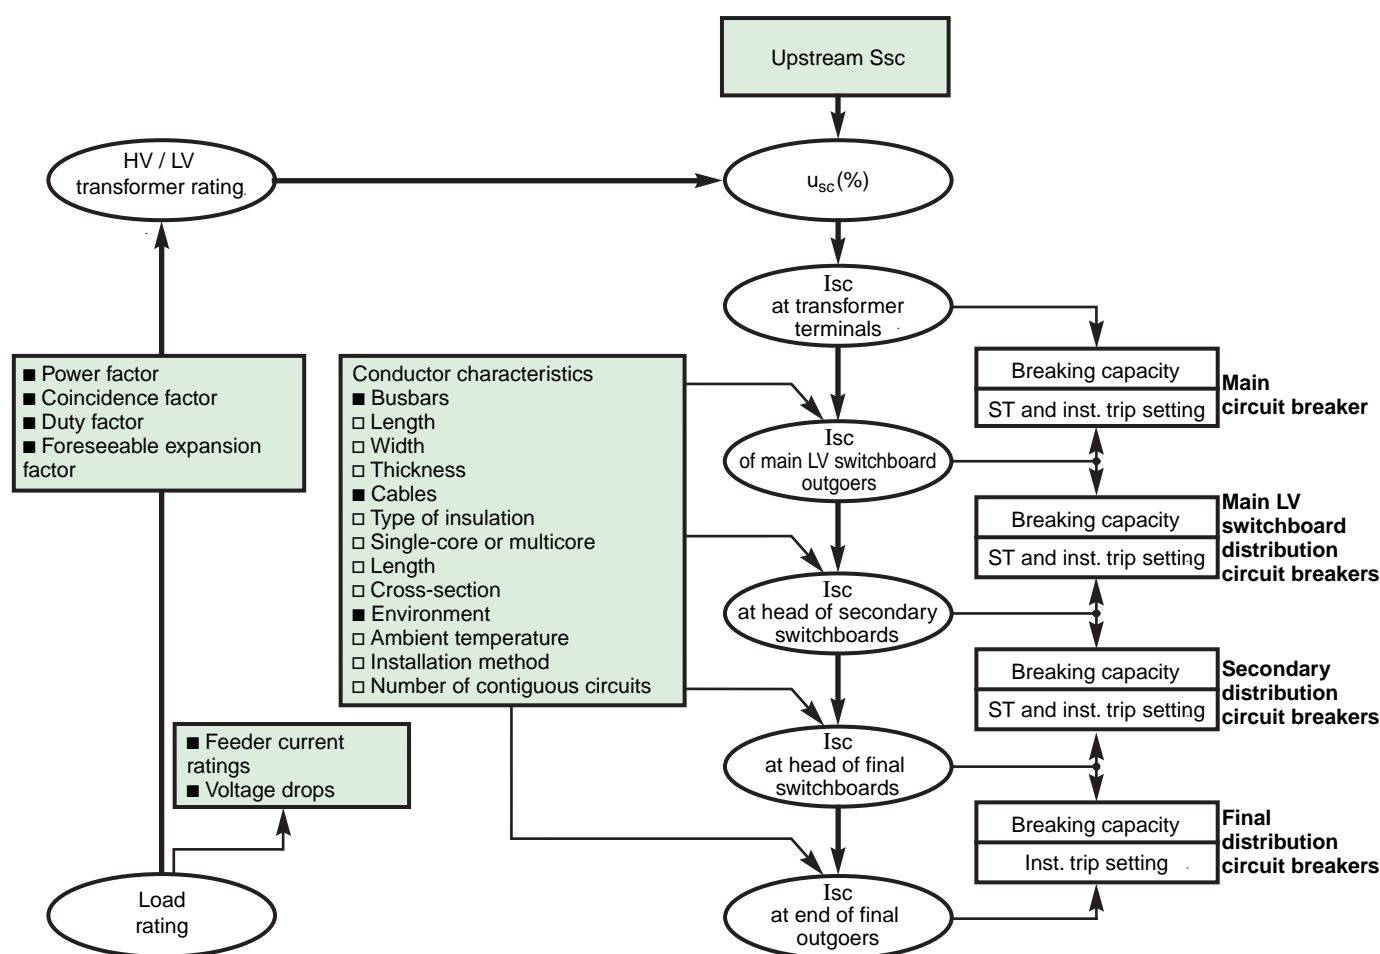 Upstream Ssc
HV / LV
transformer rating
usc(%)
Isc
at transformer
terminals
■ Power factor
■ Coincidence factor
■ Duty factor
■ Foreseeable expansion
factor
Conductor characteristics
■ Busbars
□ Length
□ Width
□ Thickness
■ Cables
□ Type of insulation
□ Single-core or multicore
□ Length
□ Cross-section
■ Environment
□ Ambient temperature
□ Installation method
□ Number of contiguous circuits
Breaking capacity
ST and inst. trip setting
Main
circuit breaker
Isc
of main LV switchboard
outgoers
Breaking capacity
ST and inst. trip setting
Main LV
switchboard
distribution
circuit breakers
Isc
at head of secondary
switchboards
Breaking capacity
ST and inst. trip setting
Secondary
distribution
circuit breakers
■ Feeder current
ratings
■ Voltage drops
Isc
at head of final
switchboards
Breaking capacity
Inst. trip setting
Final
distribution
circuit breakers
Load
rating
Isc
at end of final
outgoers